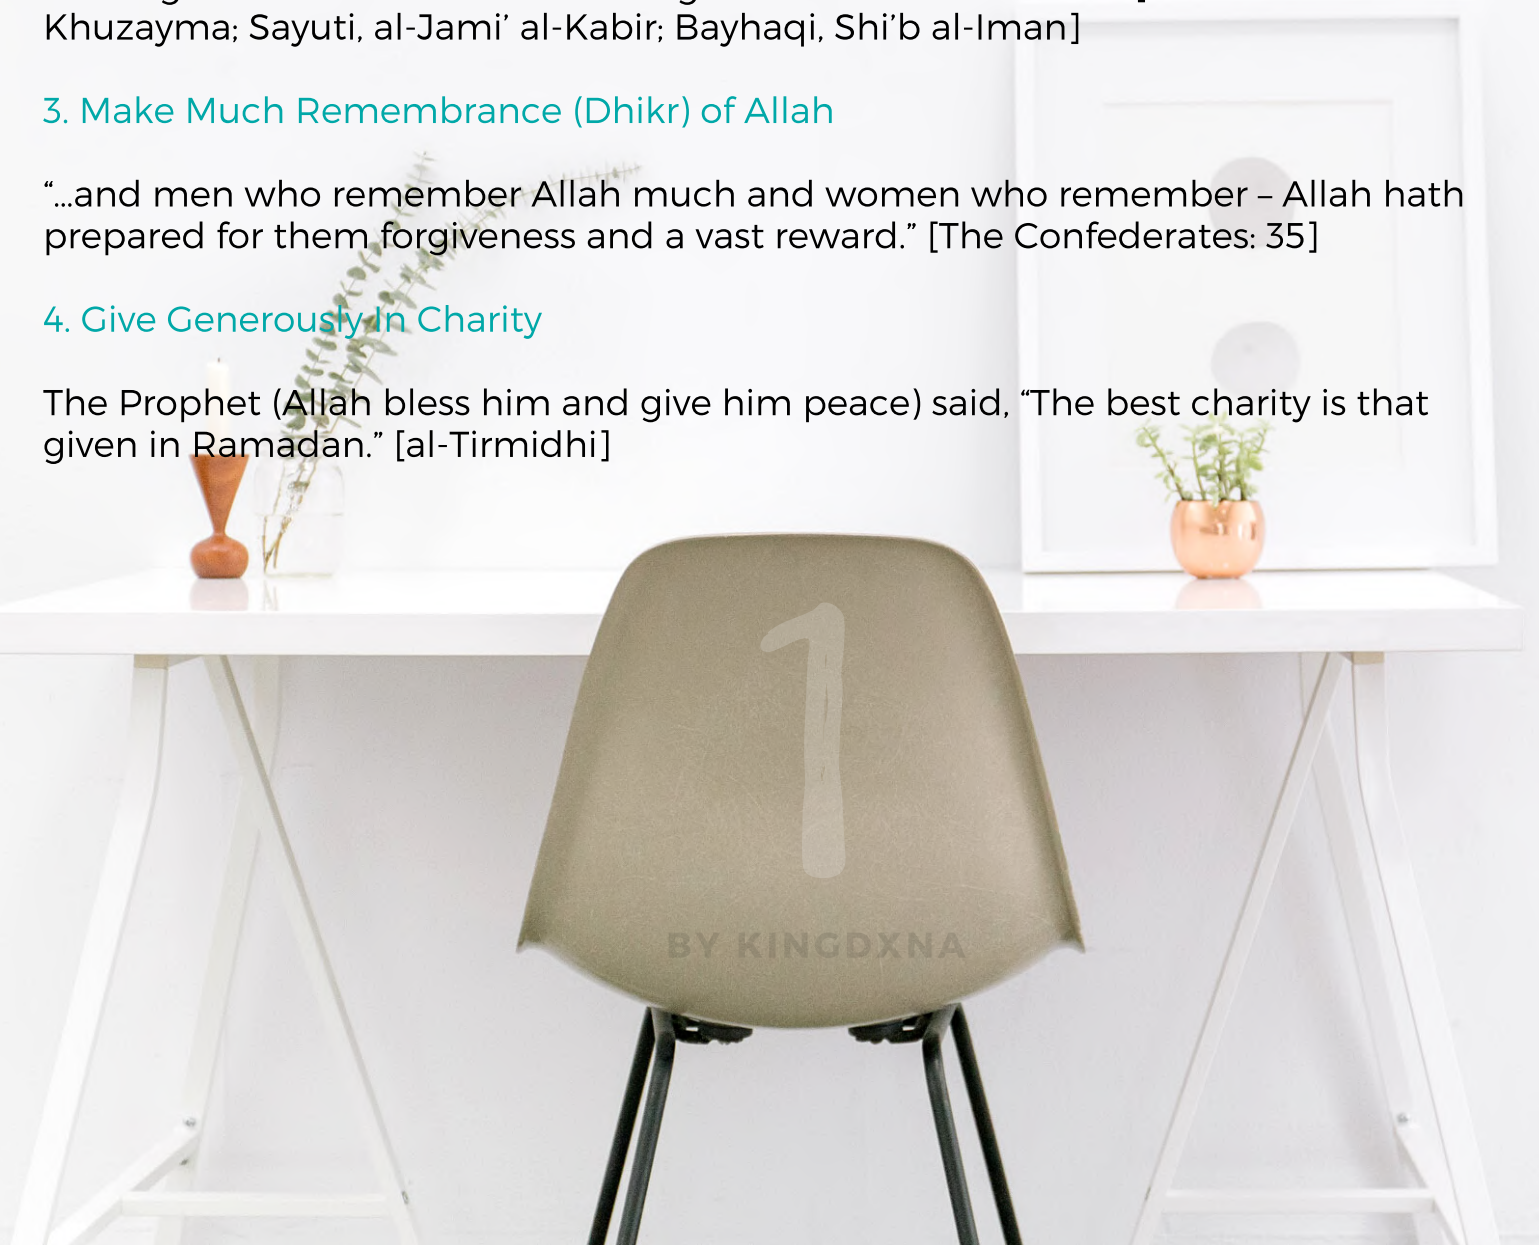 Khuzayma; Sayuti, al-Jami’ al-Kabir; Bayhaqi, Shi’b al-Iman]
3. Make Much Remembrance (Dhikr) of Allah
“…and men who remember Allah much and women who remember – Allah hath
prepared for them forgiveness and a vast reward.” [The Confederates: 35]
4. Give Generously In Charity
The Prophet (Allah bless him and give him peace) said, “The best charity is that
given in Ramadan.” [al-Tirmidhi]
1
BY KINGDXNA